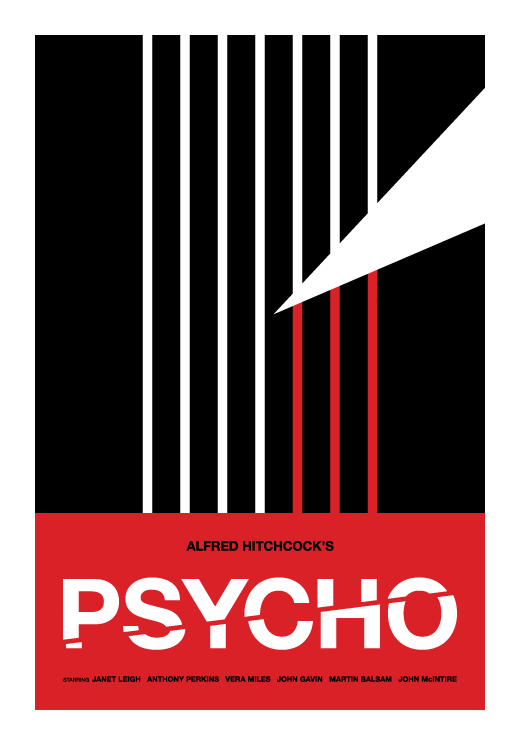 ALFRED HITCHCOCK'S
PSYCHO
STARRING JANET LEIGH ANTHONY PERKINS VERA MILES JOHN GAVIN MARTIN BALSAM JOHN McINTIRE